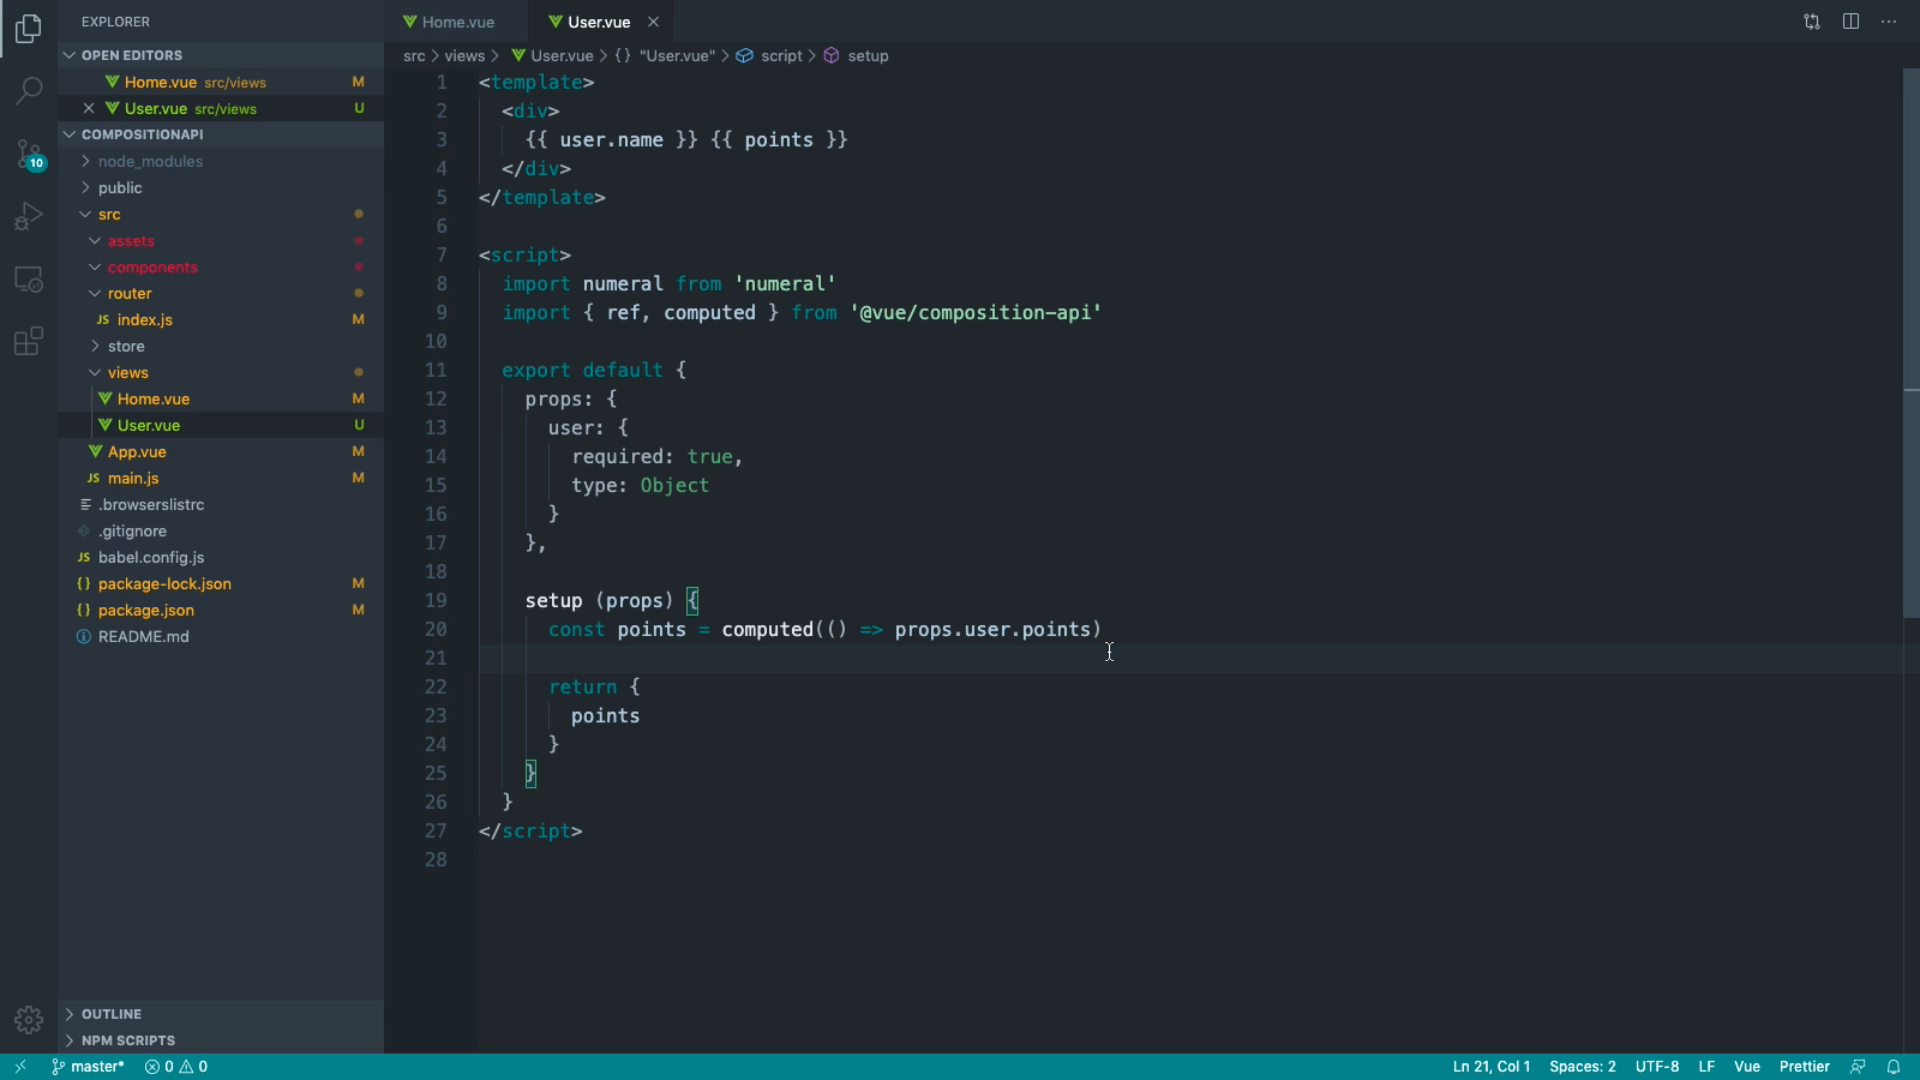 EXPLORER
OPEN EDITORS
Home.vue src/views M
User.vue src/views U
COMPOSITIONAPI
node_modules
public
src
assets
components
router
JS index.js M
store
views
Home.vue M
User.vue U
App.vue M
JS main.js M
.browserslistrc
.gitignore
JS babel.config.js
{} package-lock.json M
{} package.json M
README.md
OUTLINE
NPM SCRIPTS
10
Home.vue
User.vue
src > views > User.vue > {} "User.vue" > script > setup
1 <template>
2 <div>
3 {{ user.name }} {{ points }}
4 </div>
5 </template>
6
7 <script>
8 import numeral from 'numeral'
9 import { ref, computed } from '@vue/composition-api'
10
11 export default {
12 props: {
13 user: {
14 required: true,
15 type: Object
16 }
17 },
18
19 setup (props) {
20 const points = computed(() => props.user.points)
21
22 return {
23 points
24 }
25 }
26 }
27 </script>
28
master* 0 0 Ln 21, Col 1 Spaces: 2 UTF-8 LF Vue Prettier